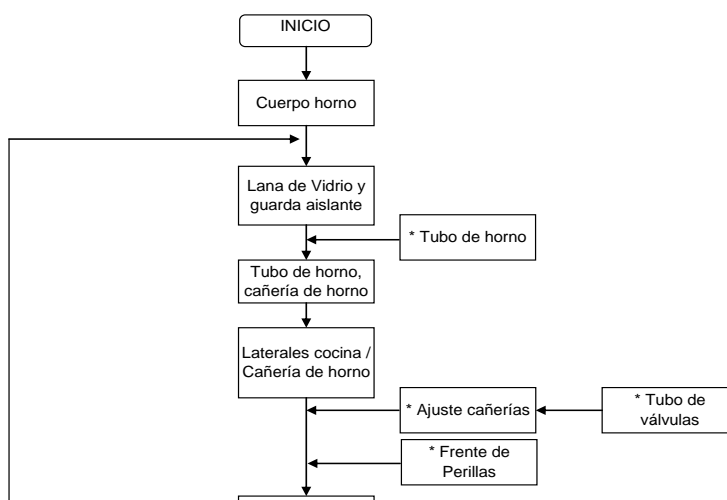 INICIO
Cuerpo horno
Lana de Vidrio y
guarda aislante
* Tubo de horno
Tubo de horno,
cañería de horno
Laterales cocina /
Cañería de horno
* Ajuste cañerías
* Tubo de
válvulas
* Frente de
Perillas